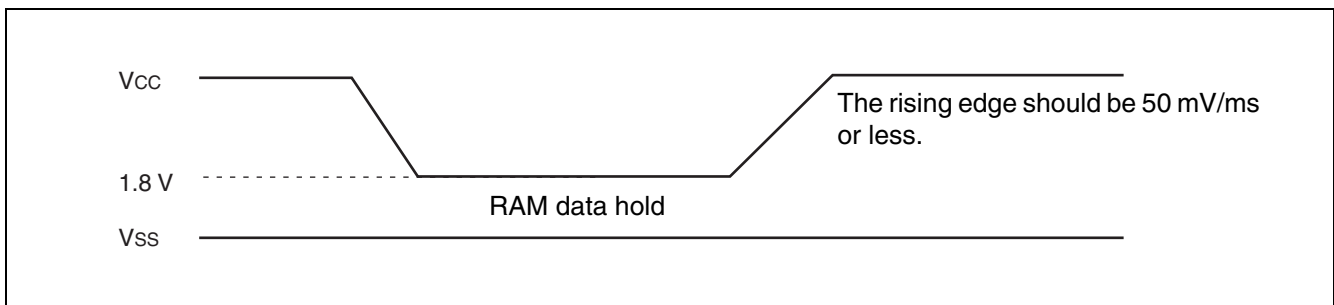 Vcc
The rising edge should be 50 mV/ms
or less.
1.8 V
RAM data hold
Vss